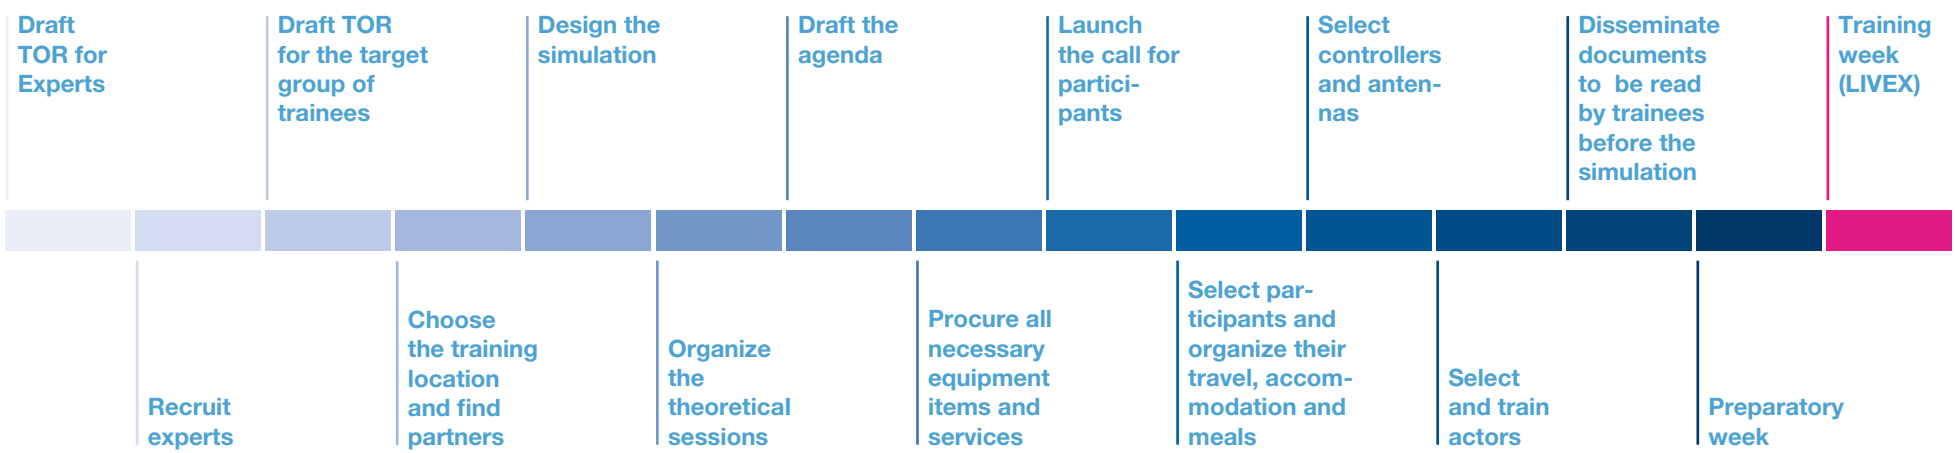 Draft
TOR for
Experts
Draft TOR
for the target
group of
trainees
Design the
simulation
Draft the
agenda
Launch
the call for
partici-
pants
Select
controllers
and anten-
nas
Disseminate
documents
to be read
by trainees
before the
simulation
Training
week
(LIVEX)
Recruit
experts
Choose
the training
location
and find
partners
Organize
the
theoretical
sessions
Procure all
necessary
equipment
items and
services
Select par-
ticipants and
organize their
travel, accom-
modation and
meals
Select
and train
actors
Preparatory
week